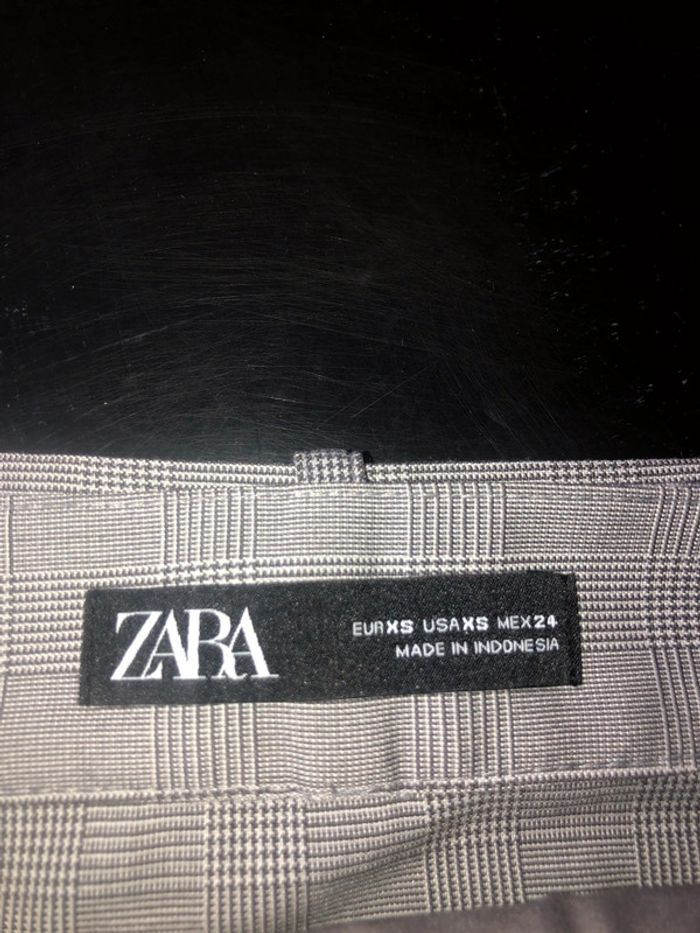 ZARA
EUR XS USA XS MEX 24
MADE IN INDONESIA